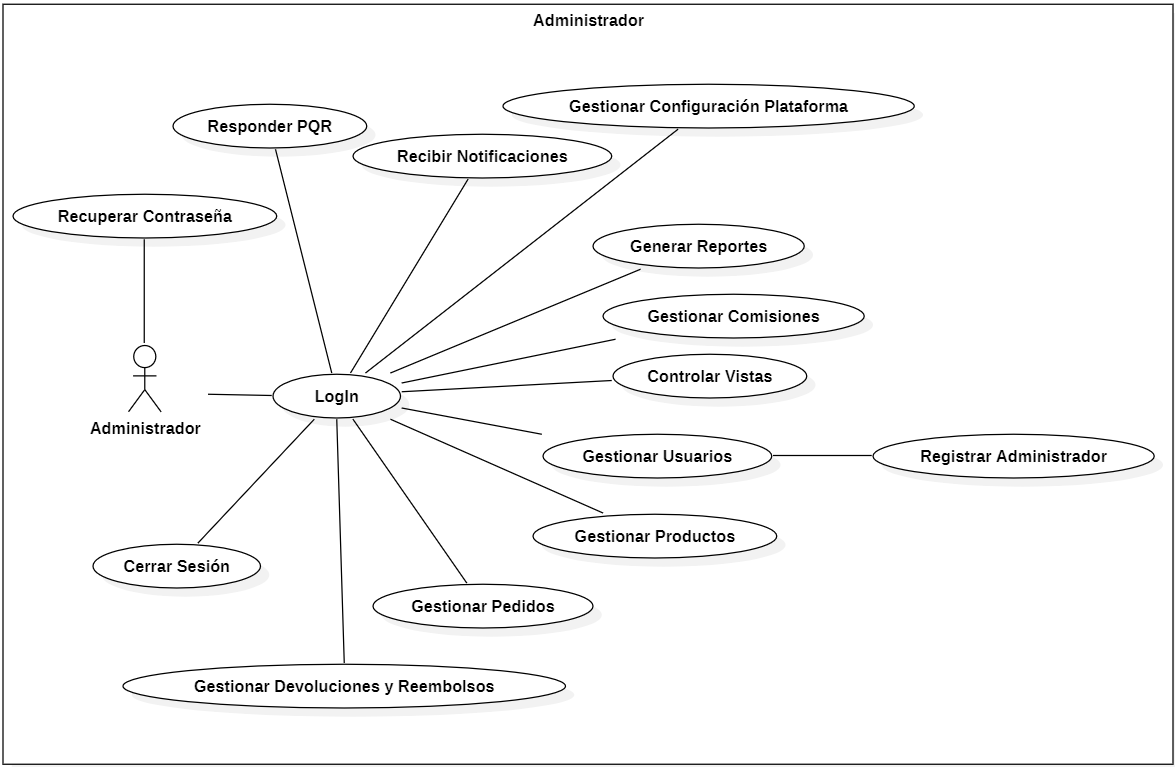 Administrador
Gestionar Configuración Plataforma
Responder PQR
Recibir Notificaciones
Recuperar Contraseña
Generar Reportes
Gestionar Comisiones
Controlar Vistas
LogIn
Administrador
Gestionar Usuarios
Registrar Administrador
Gestionar Productos
Cerrar Sesión
Gestionar Pedidos
Gestionar Devoluciones y Reembolsos